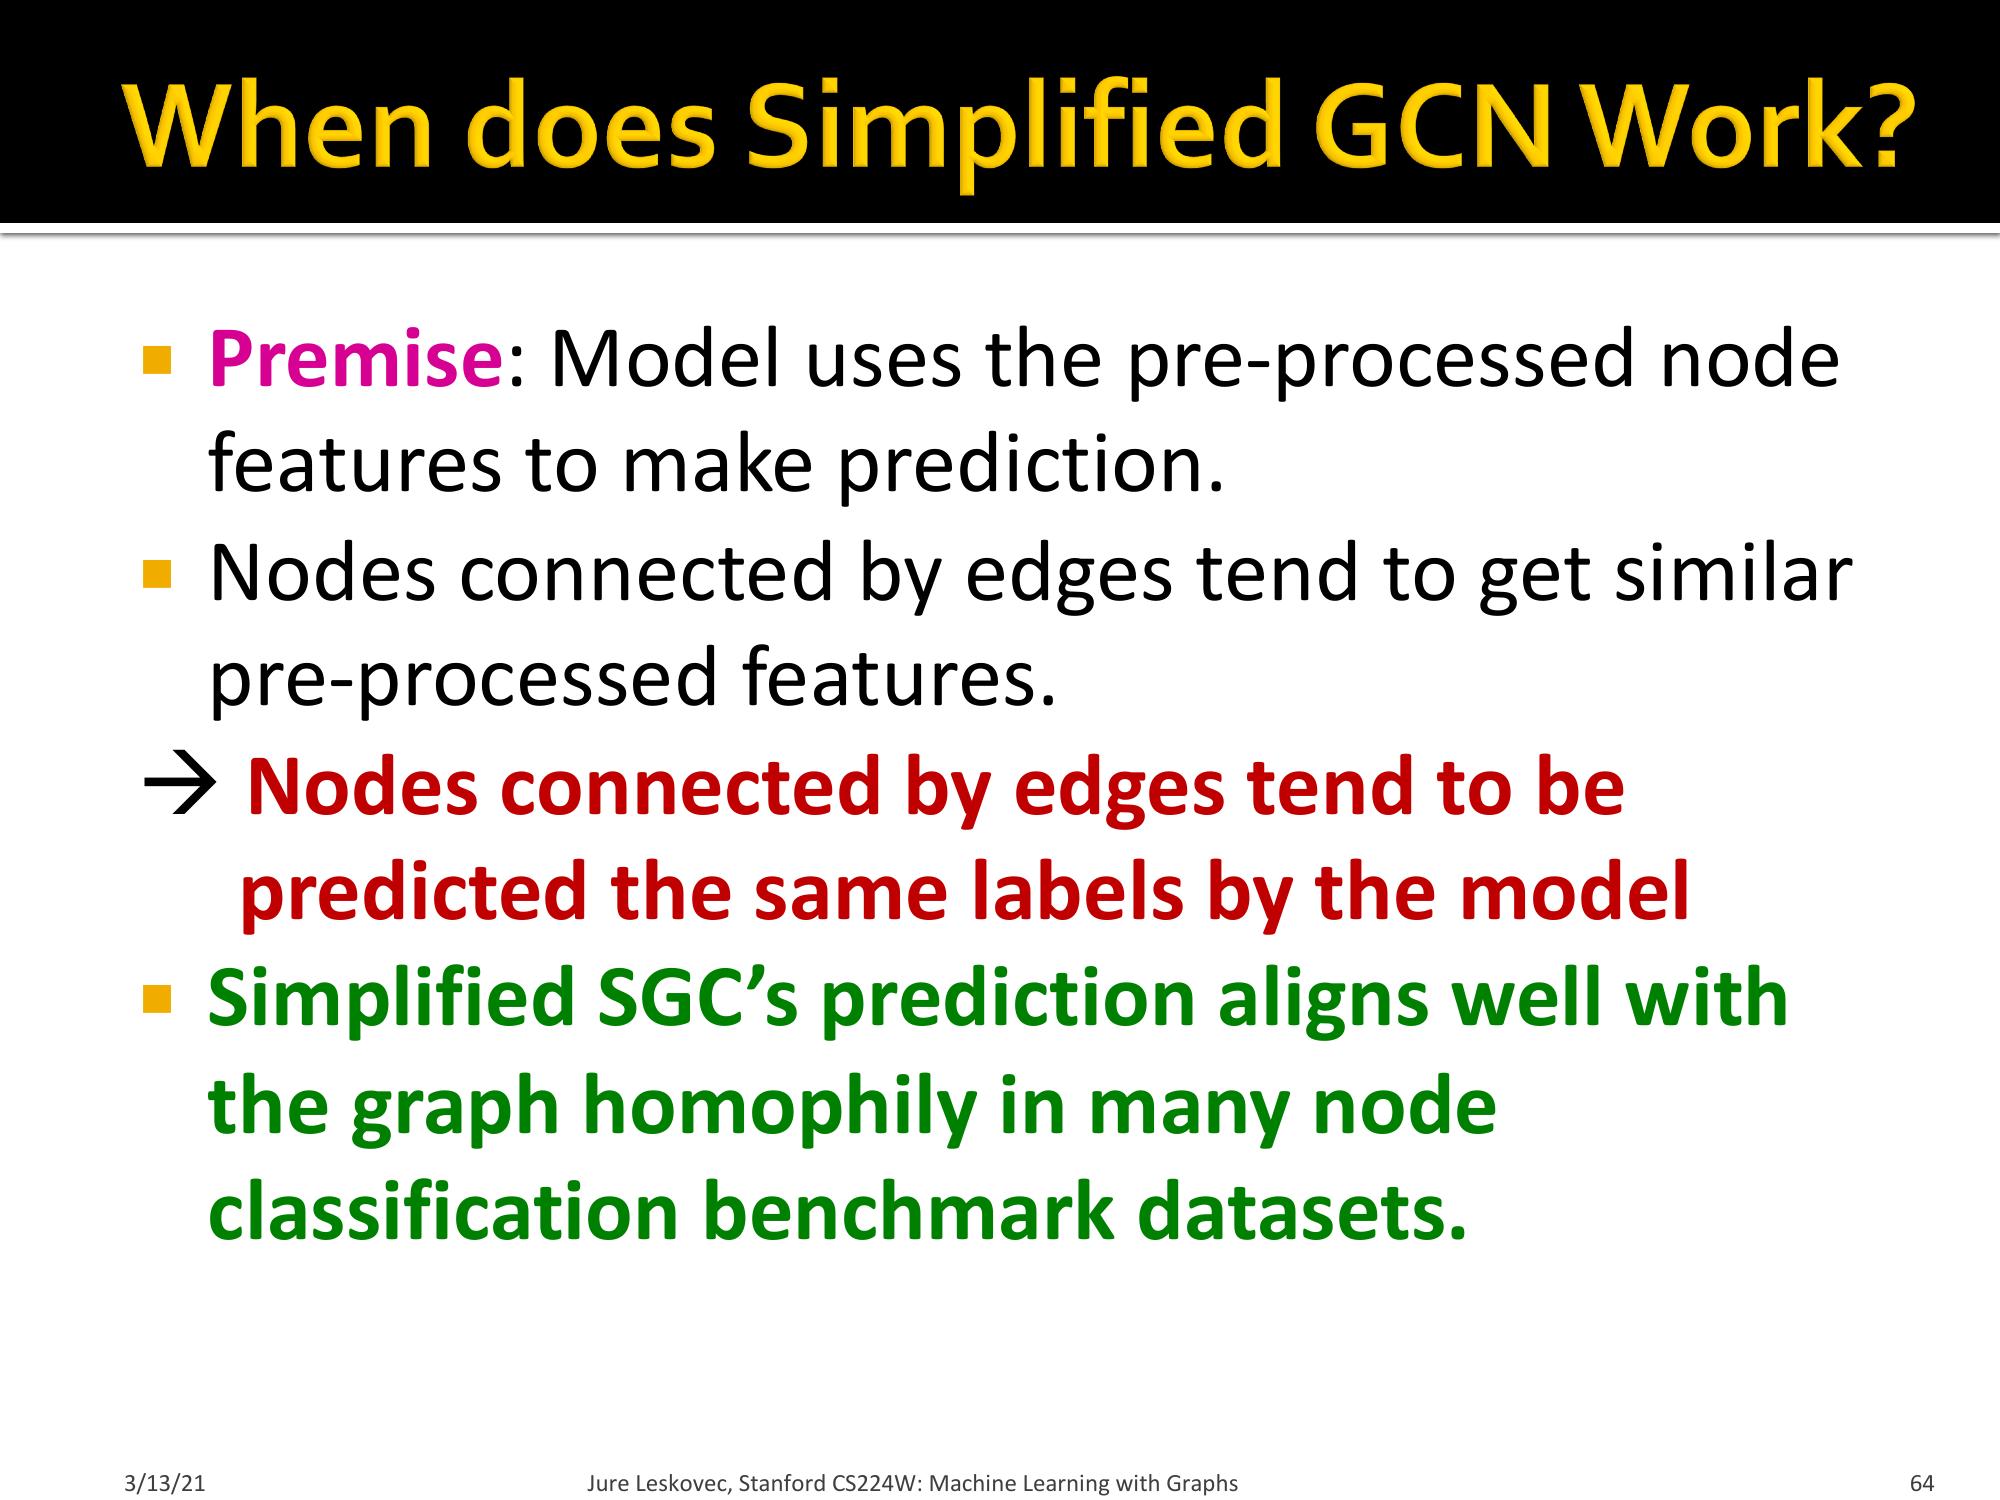 When does Simplified GCN Work?
Premise: Model uses the pre-processed node
features to make prediction.
Nodes connected by edges tend to get similar
pre-processed features.
→ Nodes connected by edges tend to be
predicted the same labels by the model
Simplified SGC’s prediction aligns well with
the graph homophily in many node
classification benchmark datasets.
3/13/21
Jure Leskovec, Stanford CS224W: Machine Learning with Graphs
64